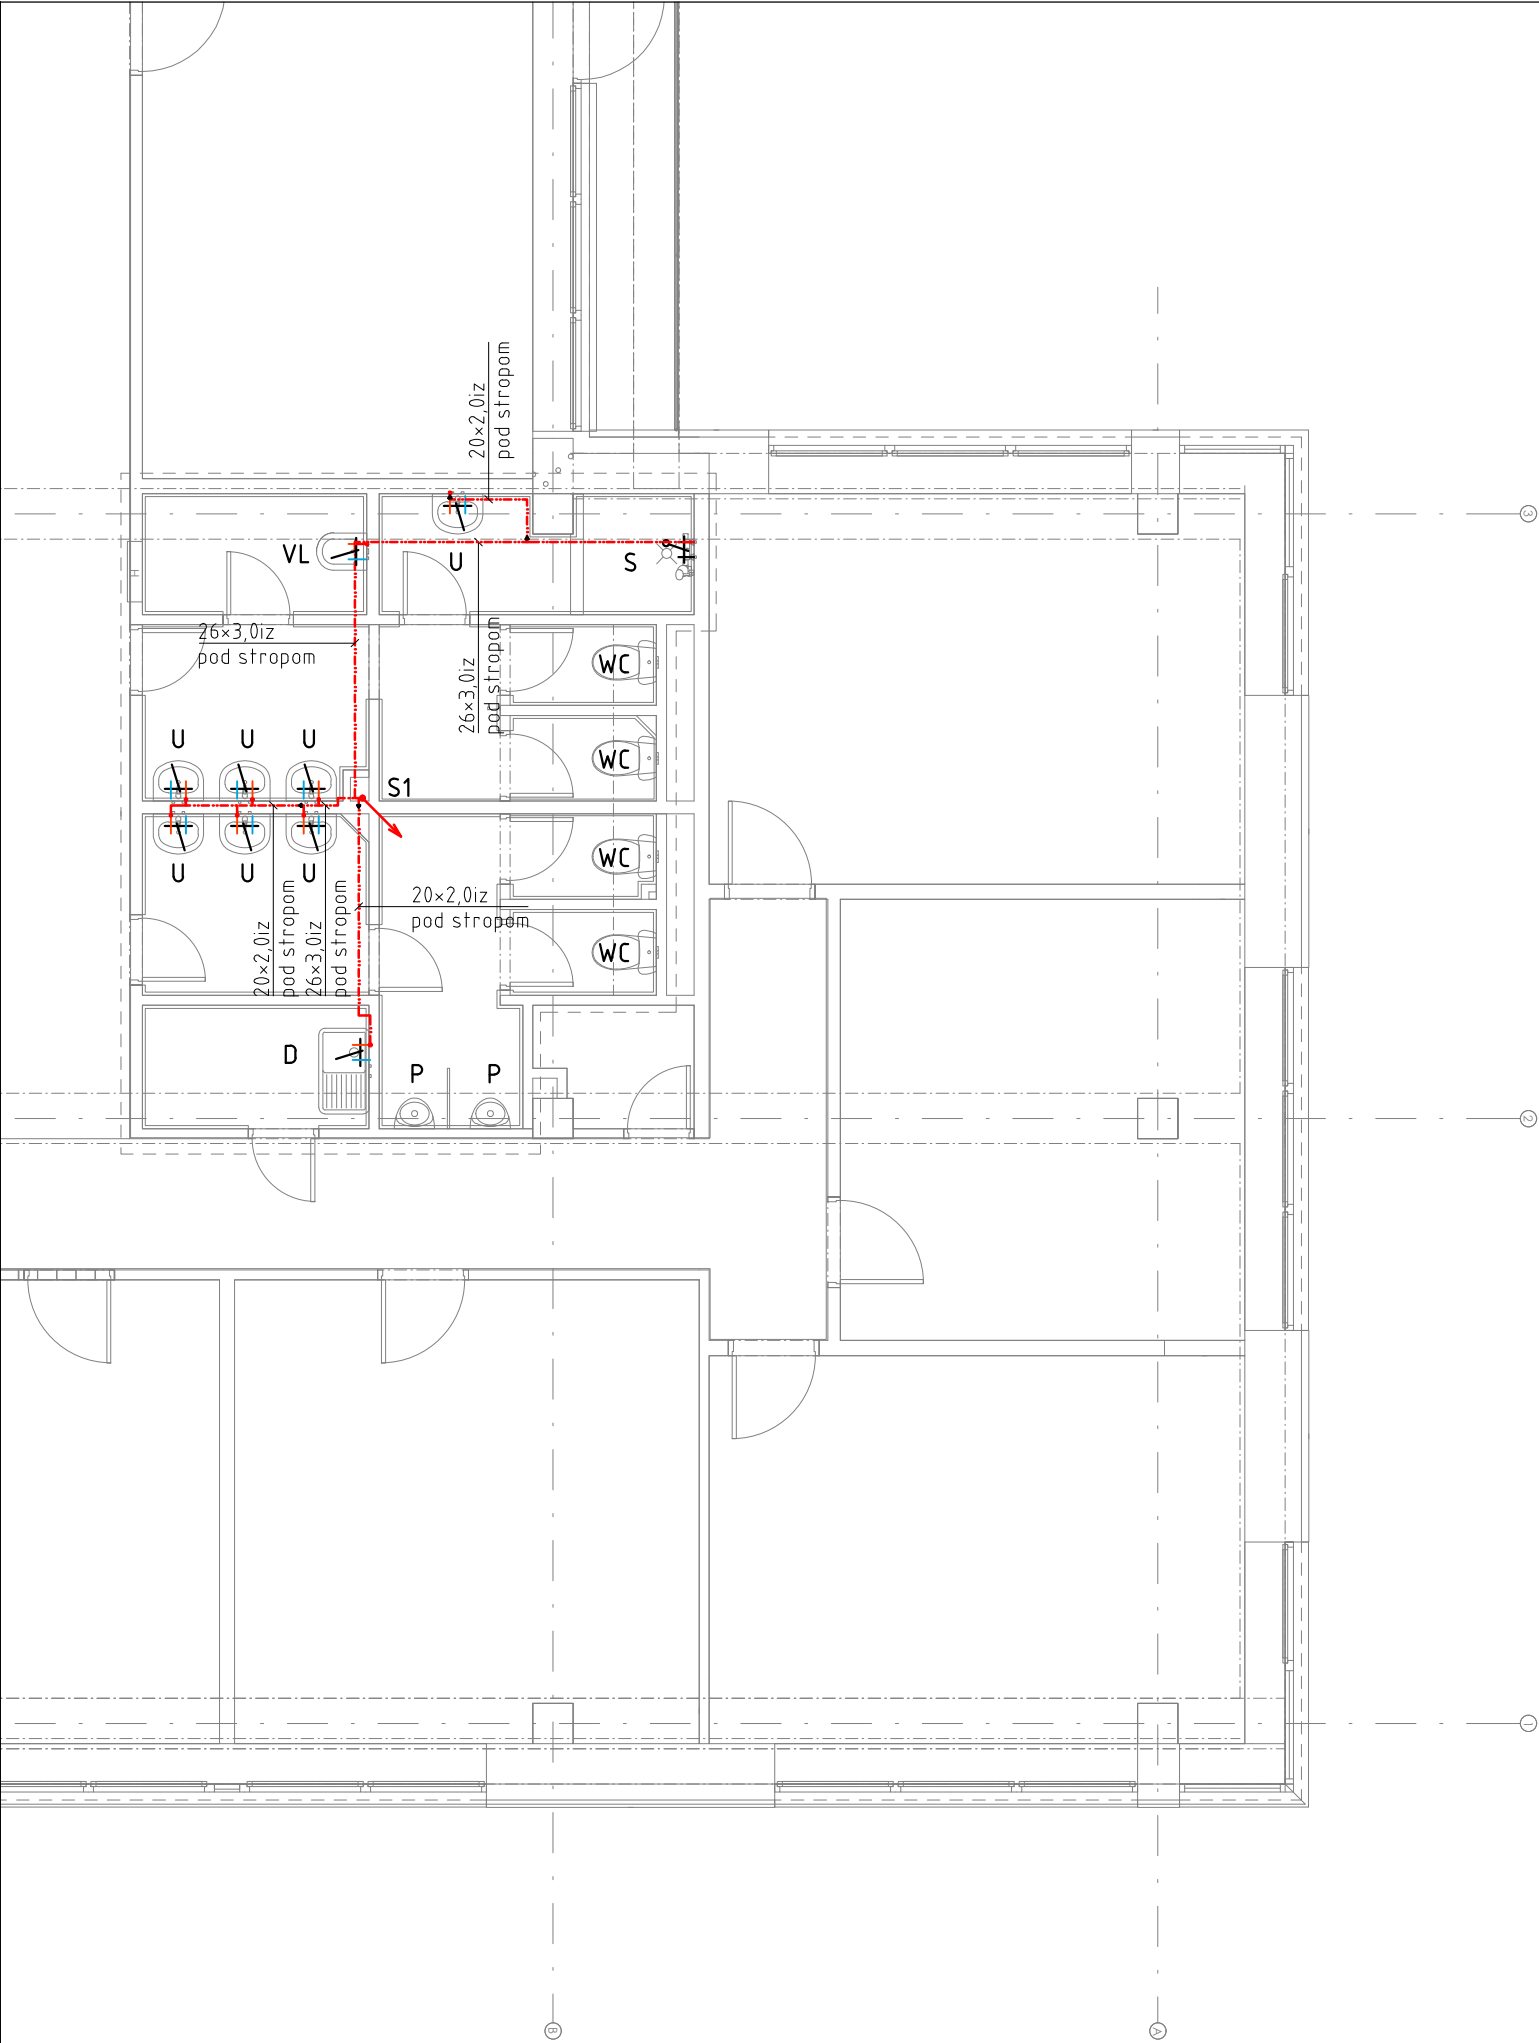 20×2,0iz
pod stropom
3
VL
U
S
26×3,0iz
pod stropom
26×3,0iz
pod stropom
WC
U
U
U
WC
S1
U
U
U
WC
20×2,0iz
pod stropom
20×2,0iz
pod stropom
26×3,0iz
pod stropom
WC
D
P
P
2
1
B
A